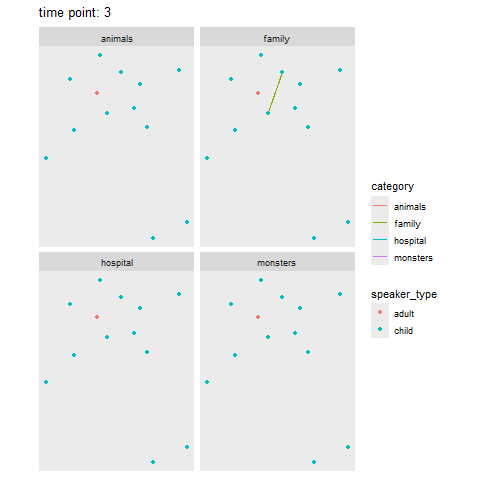 time point: 3
animals
family
hospital
monsters
category
animals
family
hospital
monsters
speaker_type
adult
child